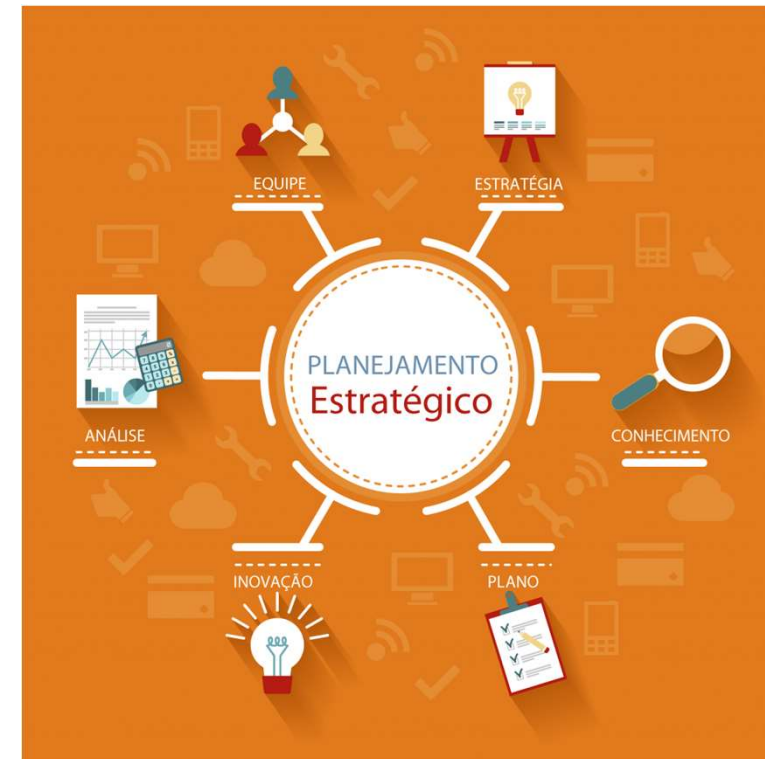 EQUIPE
ESTRATÉGIA
PLANEJAMENTO
Estratégico
ANÁLISE
CONHECIMENTO
INOVAÇÃO
PLANO